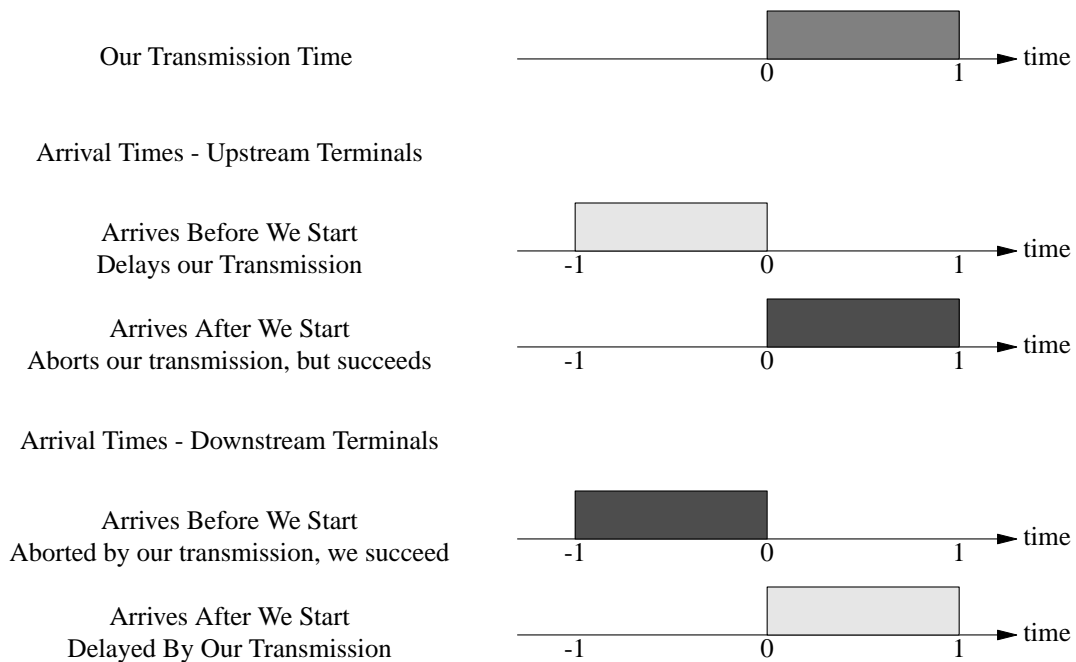 Our Transmission Time
time
0 1
Arrival Times - Upstream Terminals
Arrives Before We Start
Delays our Transmission
time
-1 0 1
Arrives After We Start
Aborts our transmission, but succeeds
time
-1 0 1
Arrival Times - Downstream Terminals
Arrives Before We Start
Aborted by our transmission, we succeed
time
-1 0 1
Arrives After We Start
Delayed By Our Transmission
time
-1 0 1